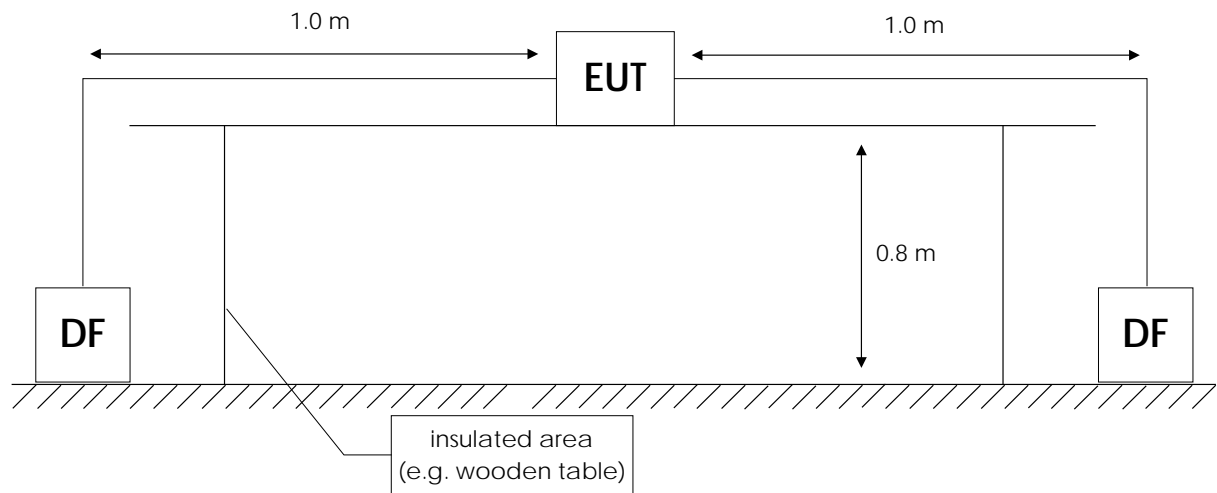 1.0 m
1.0 m
EUT
0.8 m
DF
DF
insulated area
(e.g. wooden table)